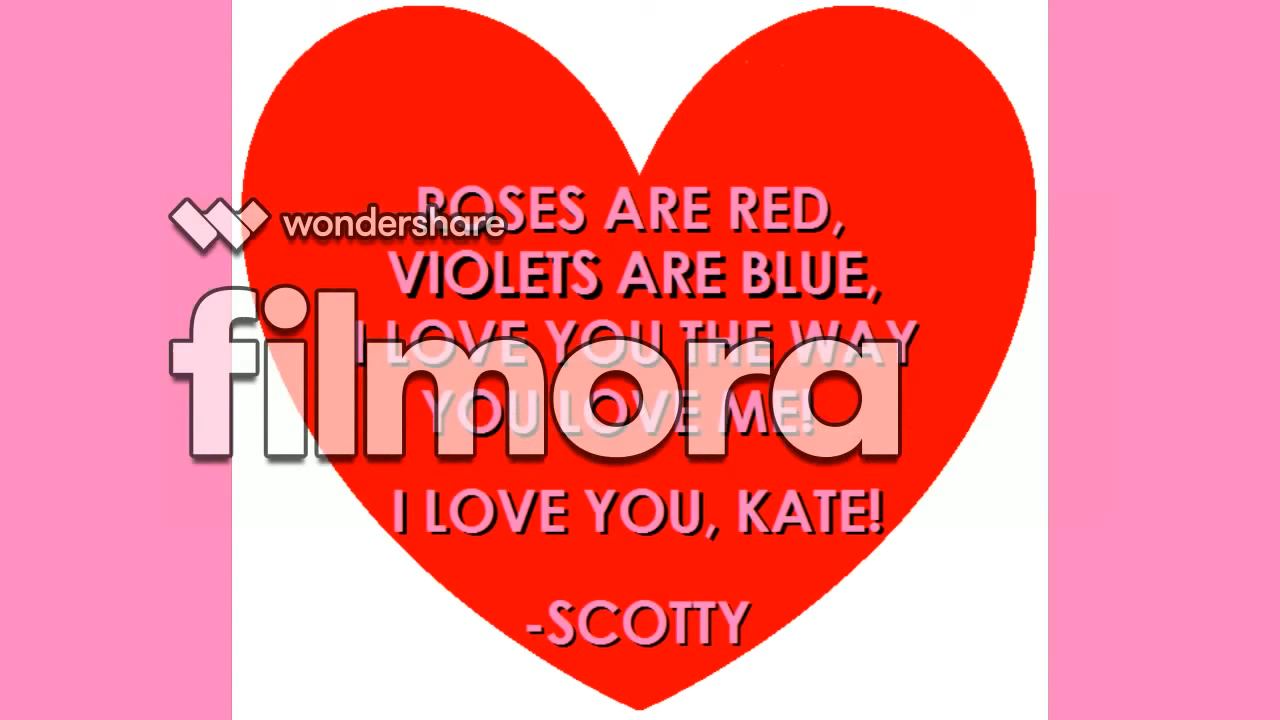 ROSES ARE RED,
wondershare
VIOLETS ARE BLUE,
I LOVE YOU THE WAY
filmora
YOU LOVE ME!
I LOVE YOU, KATE!
-SCOTTY